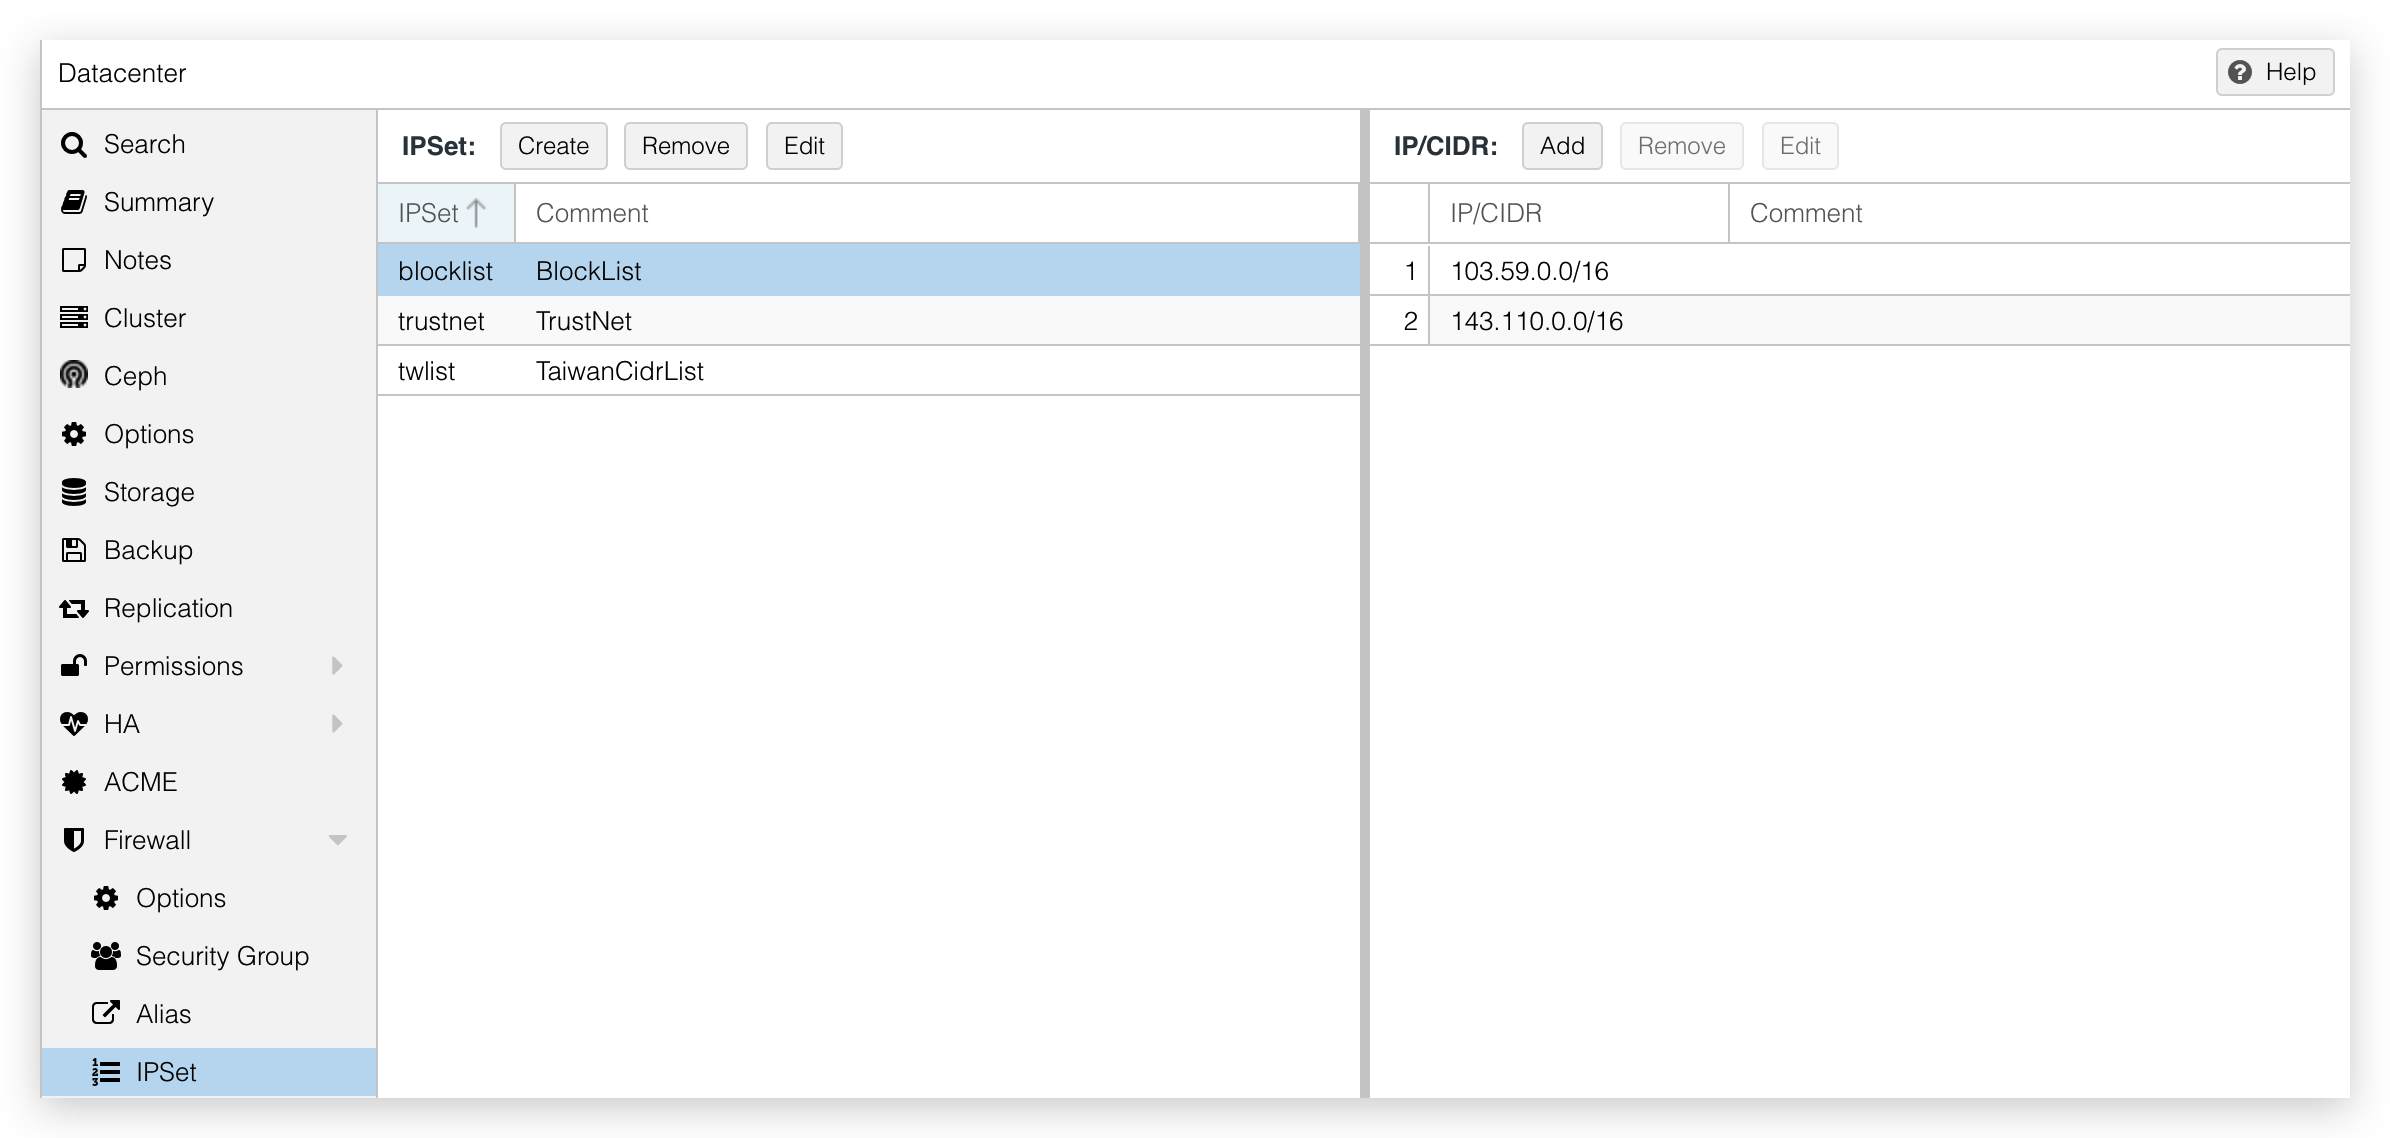 Datacenter
Help
Search
Summary
Notes
Cluster
Ceph
Options
Storage
Backup
Replication
Permissions
HA
ACME
Firewall
Options
Security Group
Alias
IPSet
IPSet: Create Remove Edit
IPSet Comment
blocklist BlockList
trustnet TrustNet
twlist TaiwanCidrList
IP/CIDR: Add Remove Edit
IP/CIDR Comment
1 103.59.0.0/16
2 143.110.0.0/16